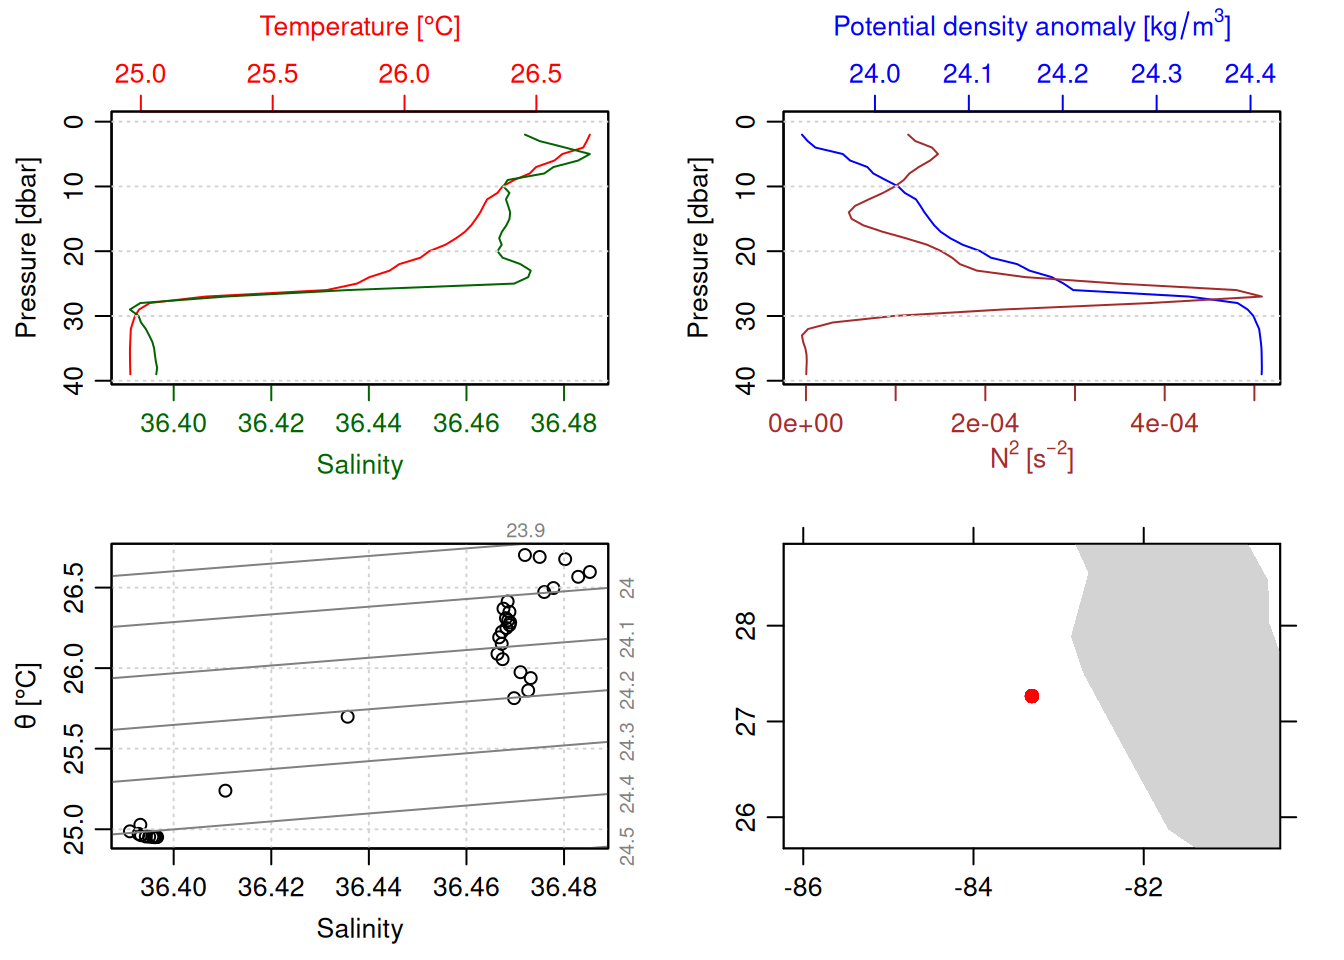 Temperature [°C]
25.0 25.5 26.0 26.5
Pressure [dbar]
0
10
20
30
40
36.40 36.42 36.44 36.46 36.48
Salinity
Potential density anomaly [kg/m³]
24.0 24.1 24.2 24.3 24.4
Pressure [dbar]
0
10
20
30
40
0e+00 2e-04 4e-04
N² [s⁻²]
23.9
θ [°C]
26.5
26.0
25.5
25.0
24
24.1
24.2
24.3
24.4
24.5
36.40 36.42 36.44 36.46 36.48
Salinity
28
27
26
-86 -84 -82